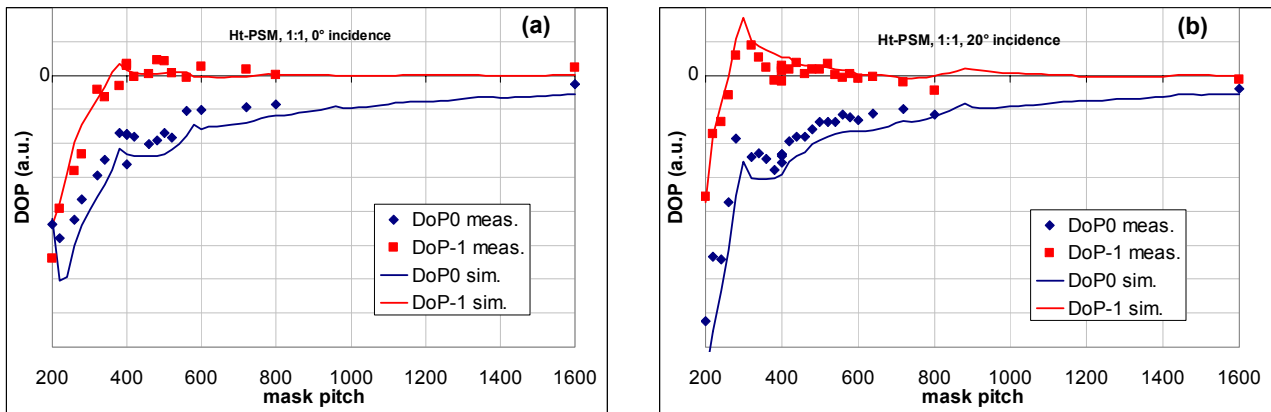 (a)
Ht-PSM, 1:1, 0° incidence
0
DOP (a.u.)
DoP0 meas.
DoP-1 meas.
DoP0 sim.
DoP-1 sim.
200 400 600 800 1000 1200 1400 1600
mask pitch
(b)
Ht-PSM, 1:1, 20° incidence
0
DOP (a.u.)
DoP0 meas.
DoP-1 meas.
DoP0 sim.
DoP-1 sim.
200 400 600 800 1000 1200 1400 1600
mask pitch